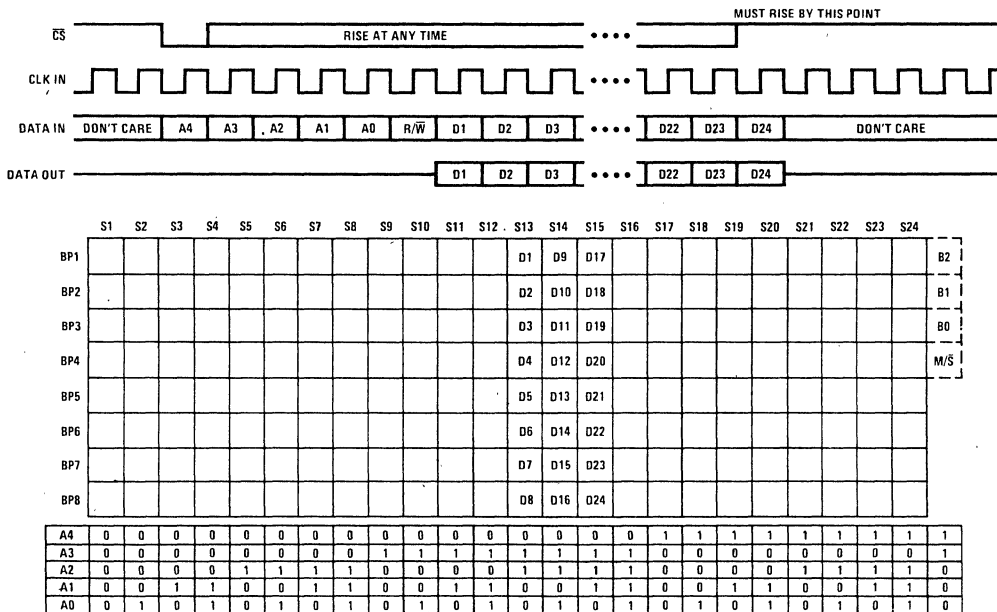 MUST RISE BY THIS POINT
CS RISE AT ANY TIME
CLK IN
DATA IN DON'T CARE A4 A3 A2 A1 A0 R/W D1 D2 D3 •••• D22 D23 D24 DON'T CARE
DATA OUT D1 D2 D3 •••• D22 D23 D24
S1 S2 S3 S4 S5 S6 S7 S8 S9 S10 S11 S12 S13 S14 S15 S16 S17 S18 S19 S20 S21 S22 S23 S24
BP1 D1 D9 D17 B2
BP2 D2 D10 D18 B1
BP3 D3 D11 D19 B0
BP4 D4 D12 D20 M/S
BP5 D5 D13 D21
BP6 D6 D14 D22
BP7 D7 D15 D23
BP8 D8 D16 D24
A4 0 0 0 0 0 0 0 0 0 0 0 0 0 0 0 0 1 1 1 1 1 1 1 1 1
A3 0 0 0 0 0 0 0 0 1 1 1 1 1 1 1 1 0 0 0 0 0 0 0 0 1
A2 0 0 0 0 1 1 1 1 0 0 0 0 1 1 1 1 0 0 0 0 1 1 1 1 0
A1 0 0 1 1 0 0 1 1 0 0 1 1 0 0 1 1 0 0 1 1 0 0 1 1 0
A0 0 1 0 1 0 1 0 1 0 1 0 1 0 1 0 1 0 1 0 1 0 1 0 1 0